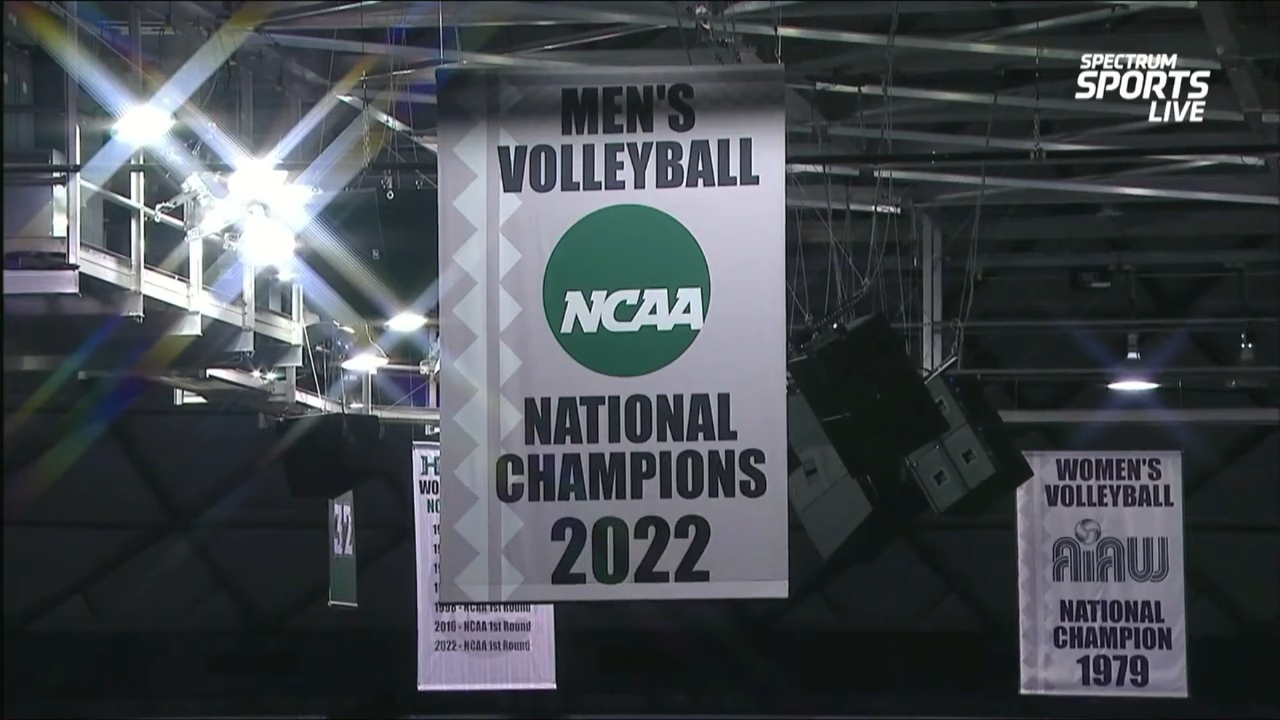 SPECTRUM
SPORTS
LIVE
MEN'S
VOLLEYBALL
NCAA
NATIONAL
CHAMPIONS
2022
32
1998 - NCAA 1st Round
2016 - NCAA 1st Round
2022 - NCAA 1st Round
WOMEN'S
VOLLEYBALL
AIAW
NATIONAL
CHAMPION
1979